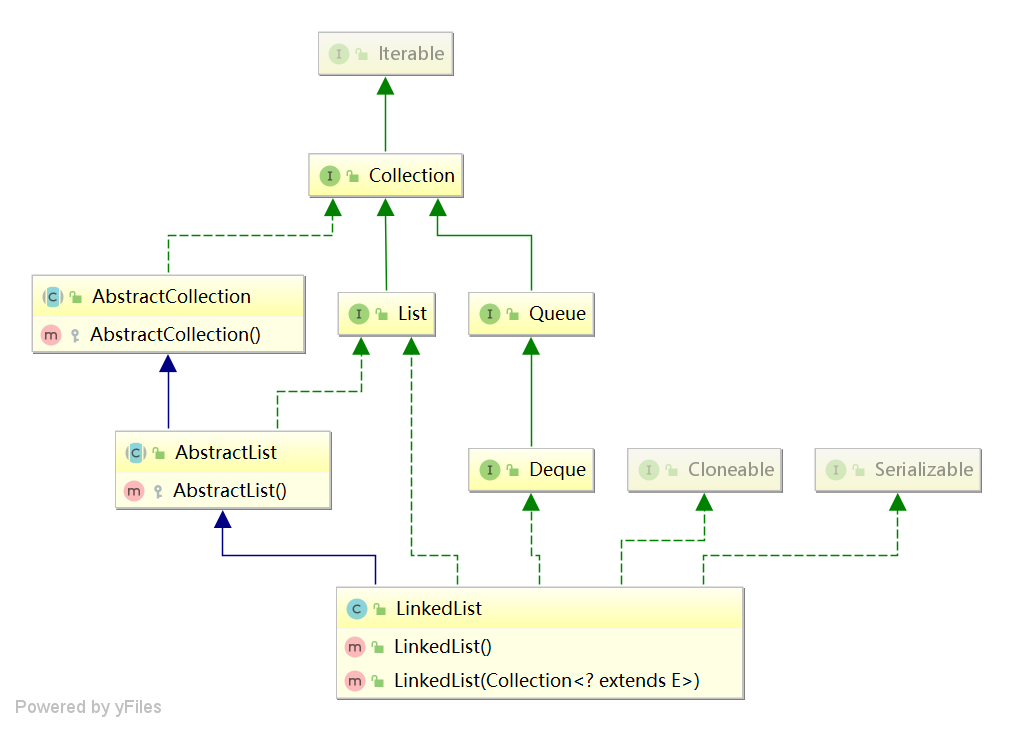 Iterable
Collection
AbstractCollection
AbstractCollection()
List
Queue
AbstractList
AbstractList()
Deque
Cloneable
Serializable
LinkedList
LinkedList()
LinkedList(Collection<? extends E>)
Powered by yFiles